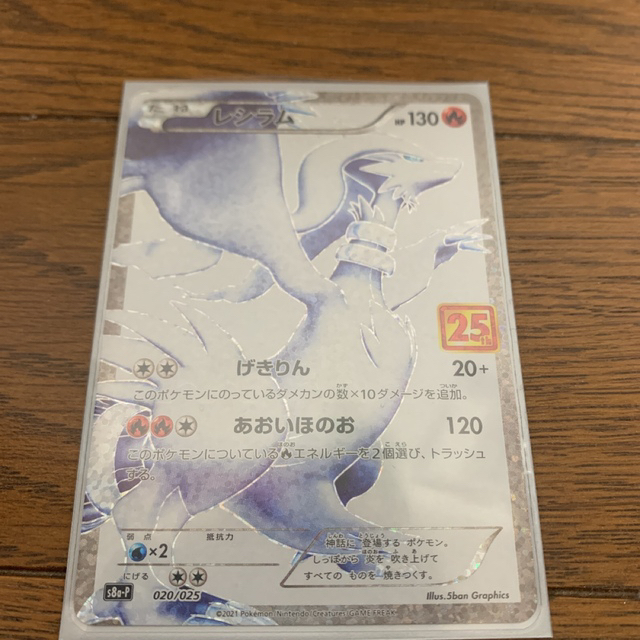 たね レシラム HP 130
25th
げきりん 20+
このポケモンにのっているダメカンの数×10ダメージを追加。
あおいほのお 120
このポケモンについているエネルギーを2個選び、トラッシュ
する。
弱点 抵抗力
×2
にげる
神話に 登場する ポケモン。
しっぽから 炎を 吹き上げて
すべての ものを 焼きつくす。
s8a-P 020/025 Illus. 5ban Graphics
©2021 Pokémon/Nintendo/Creatures/GAME FREAK.